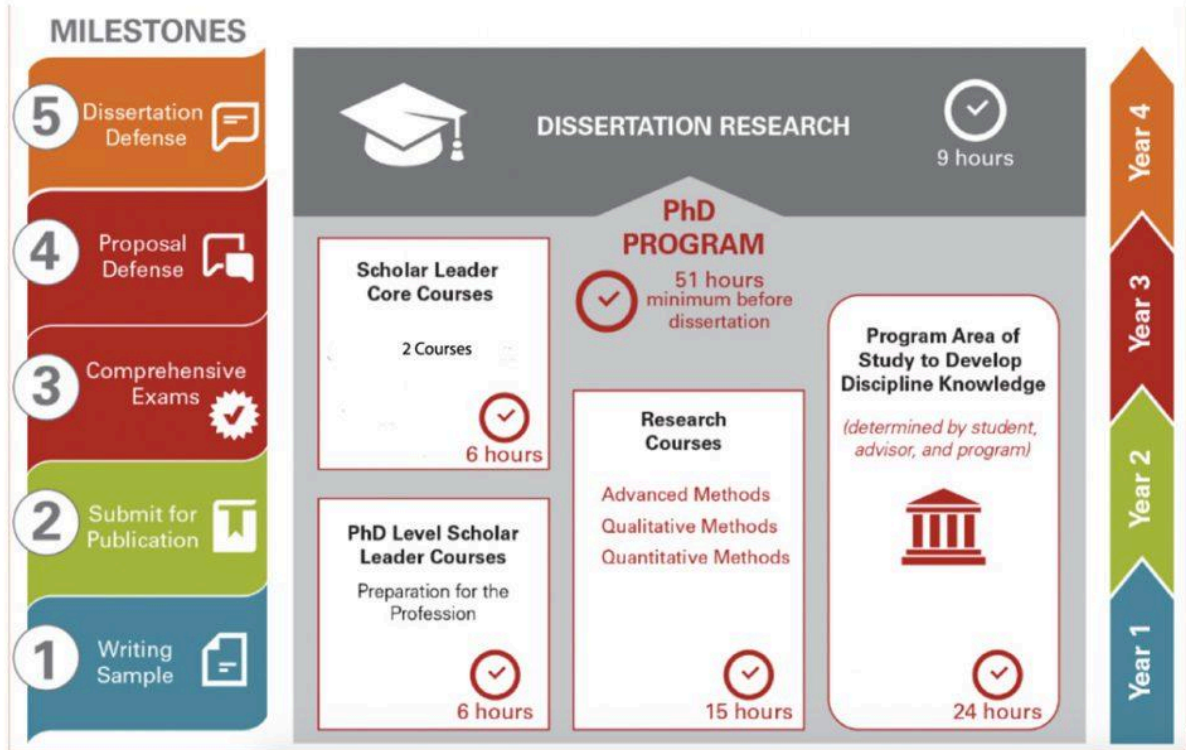 MILESTONES
5
Dissertation
Defense
4
Proposal
Defense
3
Comprehensive
Exams
2
Submit for
Publication
1
Writing
Sample
DISSERTATION RESEARCH
9 hours
PhD
PROGRAM
51 hours
minimum before
dissertation
Scholar Leader
Core Courses
2 Courses
6 hours
PhD Level Scholar
Leader Courses
Preparation for the
Profession
6 hours
Research
Courses
Advanced Methods
Qualitative Methods
Quantitative Methods
15 hours
Program Area of
Study to Develop
Discipline Knowledge
(determined by student,
advisor, and program)
24 hours
Year 4
Year 3
Year 2
Year 1